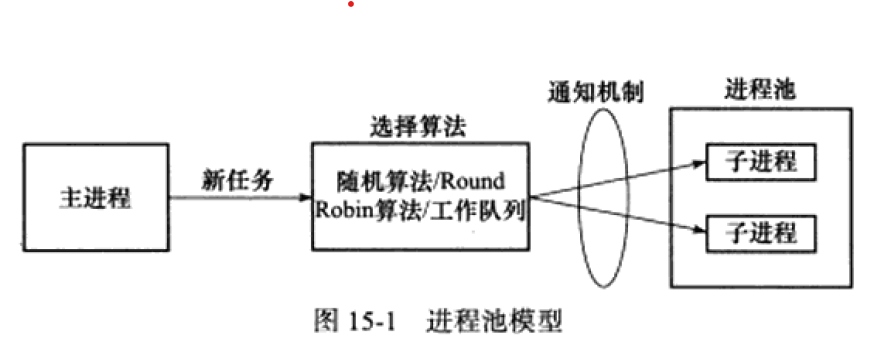 通知机制
进程池
选择算法
主进程
新任务
随机算法/Round
Robin算法/工作队列
子进程
子进程
图 15-1 进程池模型